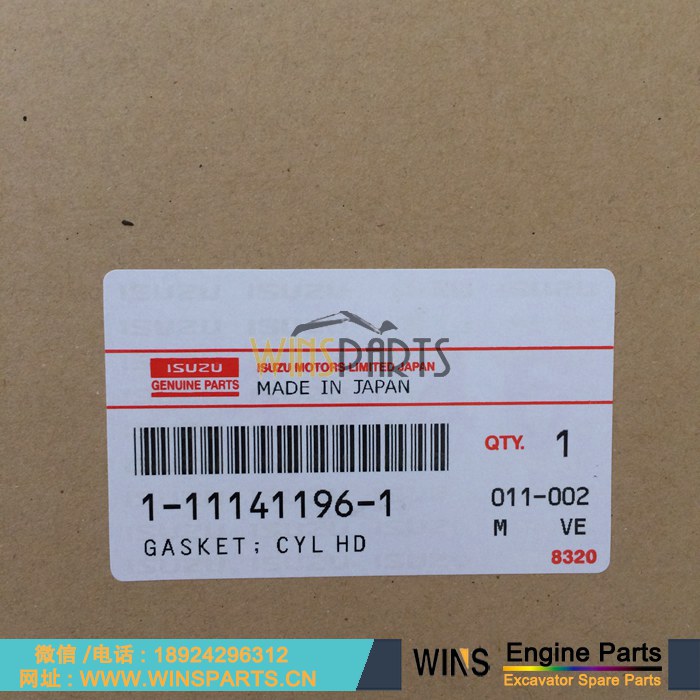 WINSPARTS
ISUZU
GENUINE PARTS
ISUZU MOTORS LIMITED JAPAN
MADE IN JAPAN
QTY. 1
1-11141196-1
011-002
GASKET; CYL HD
M VE
8320
微信 /电话 : 18924296312
网址 : WWW.WINSPARTS.CN
WINS
Engine Parts
Excavator Spare Parts